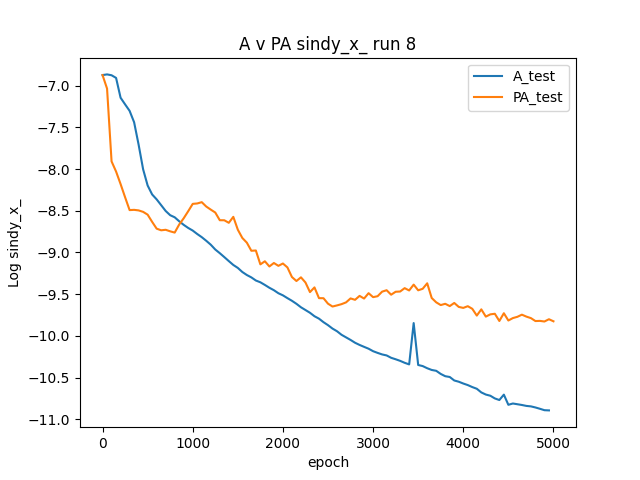 A v PA sindy_x_ run 8
A_test
PA_test
Log sindy_x_
−7.0
−7.5
−8.0
−8.5
−9.0
−9.5
−10.0
−10.5
−11.0
0 1000 2000 3000 4000 5000
epoch